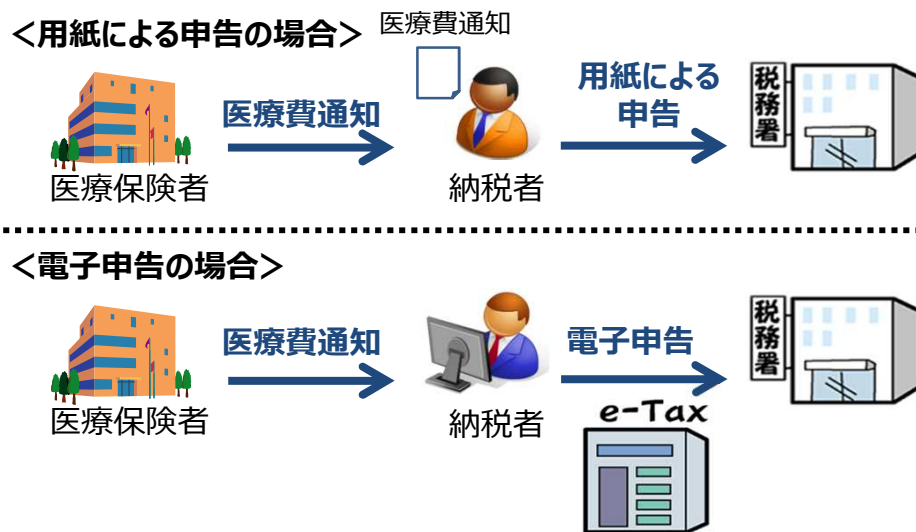 ＜用紙による申告の場合＞
医療費通知
医療費通知
用紙による
申告
税務署
医療保険者
納税者
＜電子申告の場合＞
医療費通知
電子申告
税務署
医療保険者
納税者
e-Tax